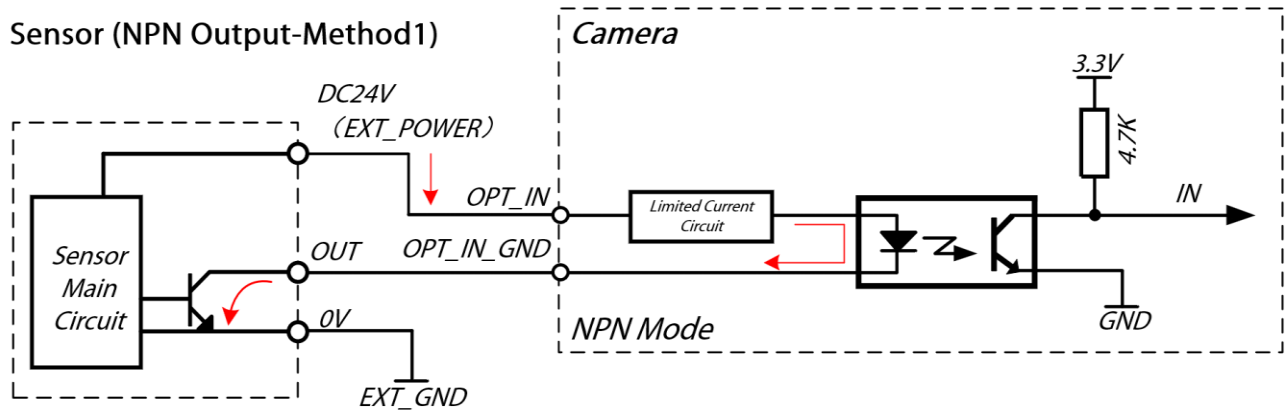 Sensor (NPN Output-Method1)
Camera
DC24V
（EXT_POWER）
3.3V
4.7K
OPT_IN
Limited Current
Circuit
IN
Sensor
Main
Circuit
OUT
OPT_IN_GND
0V
GND
NPN Mode
EXT_GND